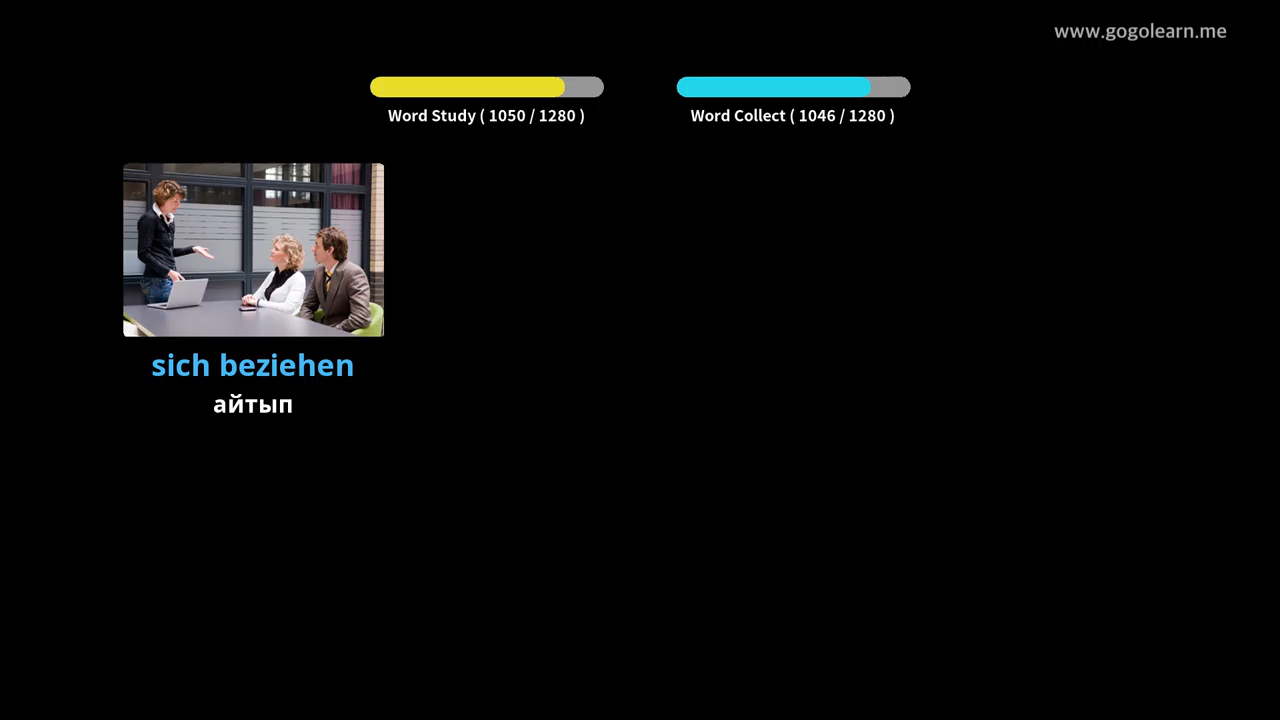 www.gogolearn.me
Word Study ( 1050 / 1280 )
Word Collect ( 1046 / 1280 )
sich beziehen
айтып